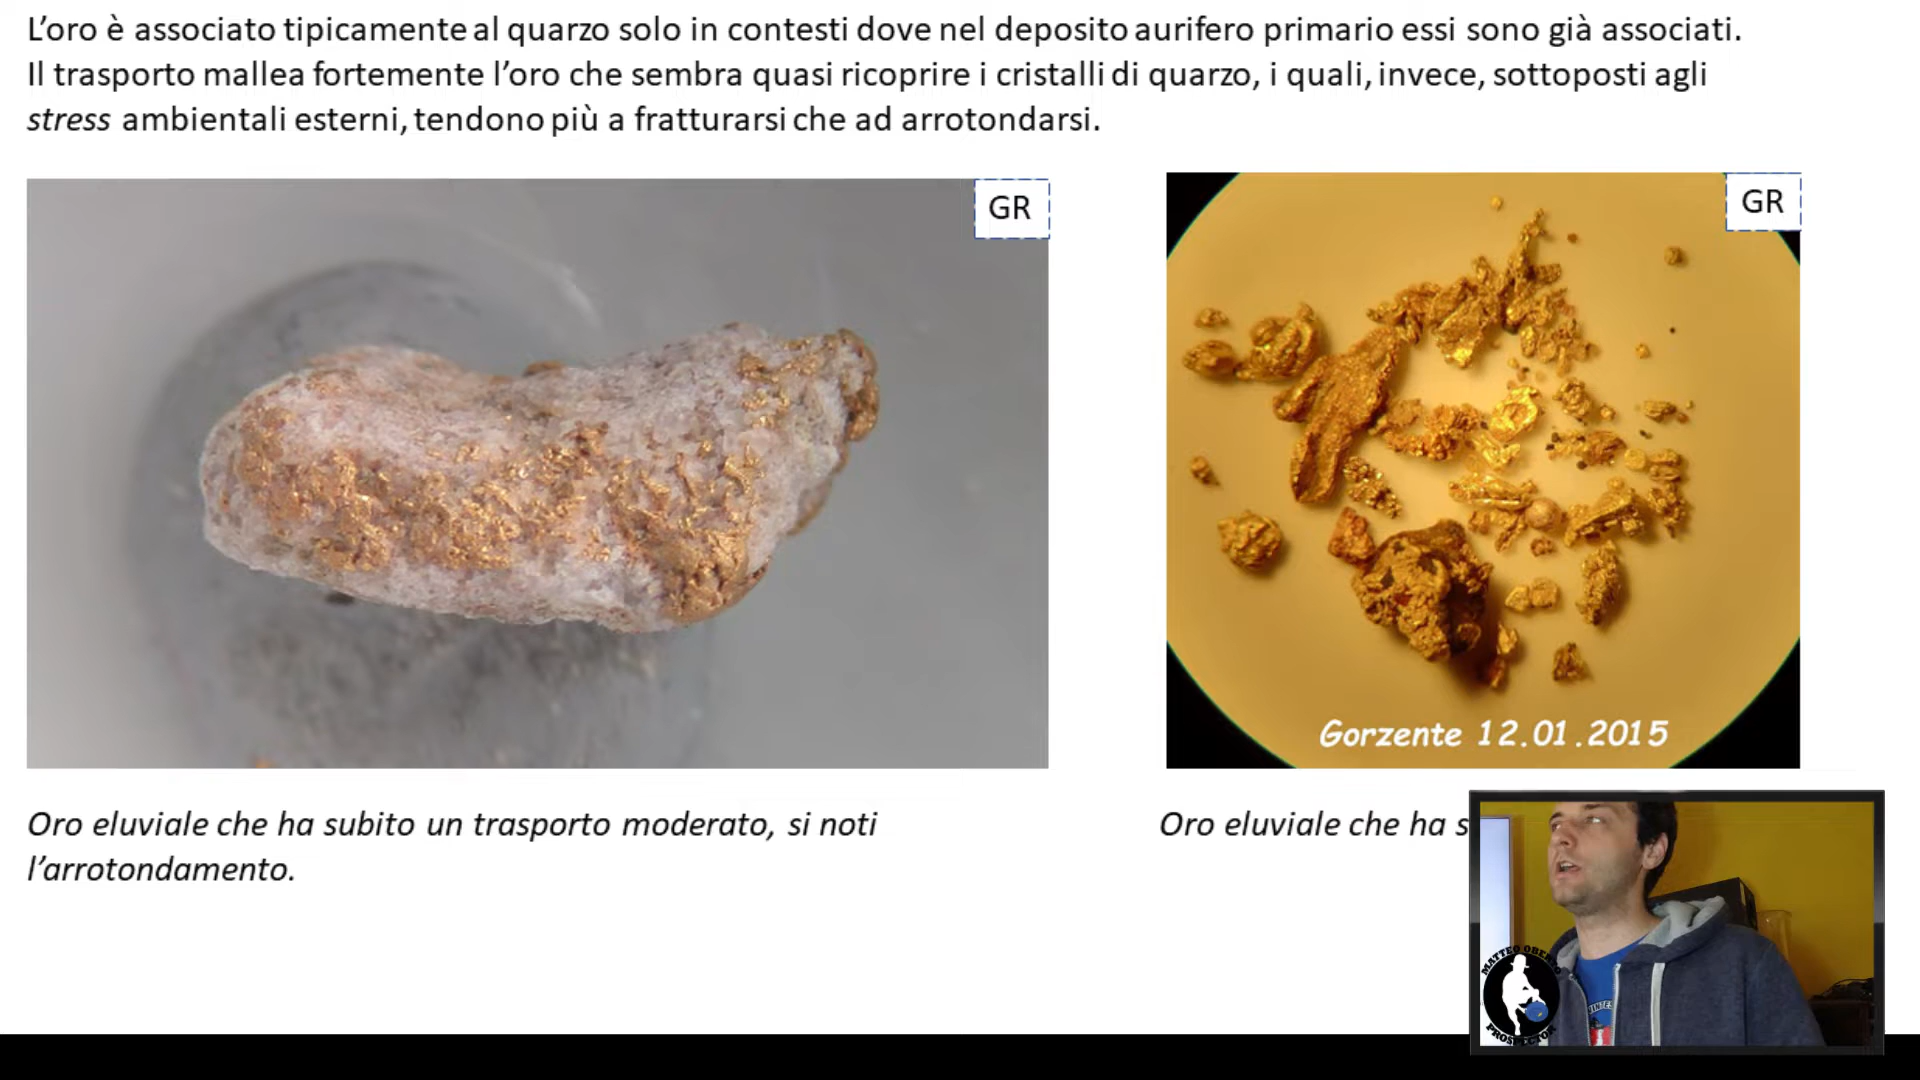 L’oro è associato tipicamente al quarzo solo in contesti dove nel deposito aurifero primario essi sono già associati.
Il trasporto mallea fortemente l’oro che sembra quasi ricoprire i cristalli di quarzo, i quali, invece, sottoposti agli
stress ambientali esterni, tendono più a fratturarsi che ad arrotondarsi.
GR
GR
Gorzente 12.01.2015
Oro eluviale che ha subito un trasporto moderato, si noti
l’arrotondamento.
Oro eluviale che ha s
MATTEO
PROSPECTOR